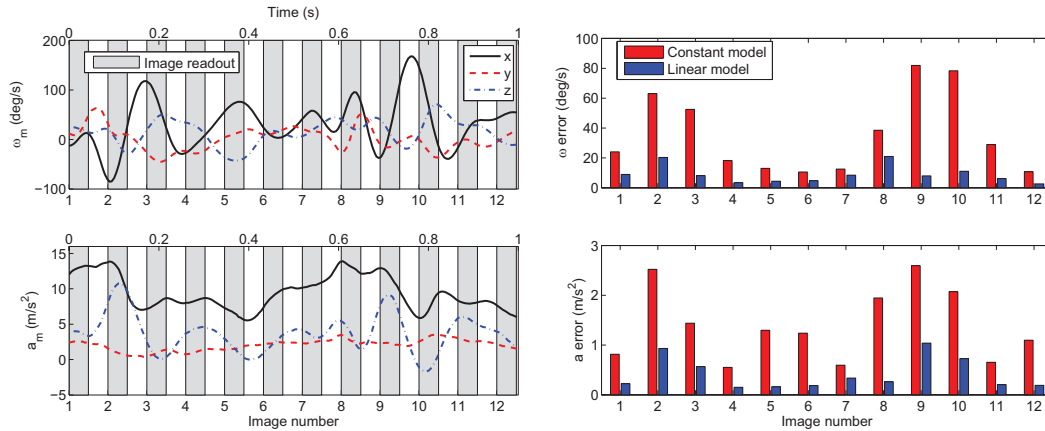 Time (s)
0 0.2 0.4 0.6 0.8 1
200
100
0
−100
ω_m (deg/s)
Image readout
x
y
z
1 2 3 4 5 6 7 8 9 10 11 12
0 0.2 0.4 0.6 0.8 1
15
10
5
0
−5
a_m (m/s²)
1 2 3 4 5 6 7 8 9 10 11 12
Image number
100
80
60
40
20
0
ω error (deg/s)
Constant model
Linear model
1 2 3 4 5 6 7 8 9 10 11 12
3
2
1
0
a error (m/s²)
1 2 3 4 5 6 7 8 9 10 11 12
Image number